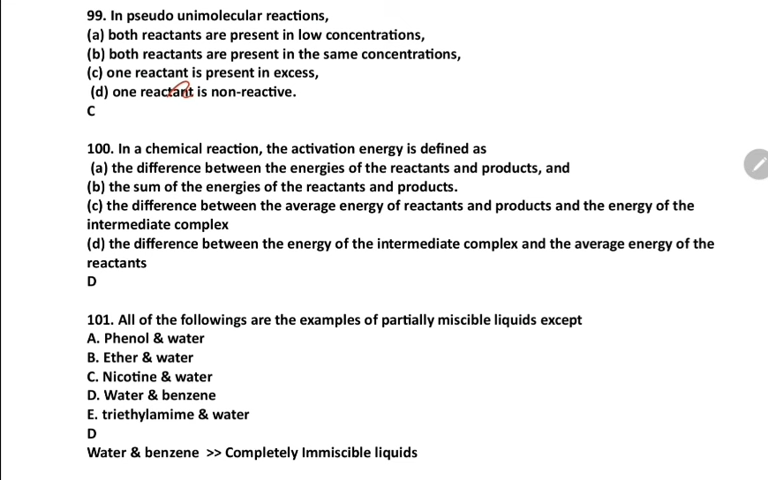 99. In pseudo unimolecular reactions,
(a) both reactants are present in low concentrations,
(b) both reactants are present in the same concentrations,
(c) one reactant is present in excess,
(d) one reactant is non-reactive.
C
100. In a chemical reaction, the activation energy is defined as
(a) the difference between the energies of the reactants and products, and
(b) the sum of the energies of the reactants and products.
(c) the difference between the average energy of reactants and products and the energy of the
intermediate complex
(d) the difference between the energy of the intermediate complex and the average energy of the
reactants
D
101. All of the followings are the examples of partially miscible liquids except
A. Phenol & water
B. Ether & water
C. Nicotine & water
D. Water & benzene
E. triethylamime & water
D
Water & benzene >> Completely Immiscible liquids